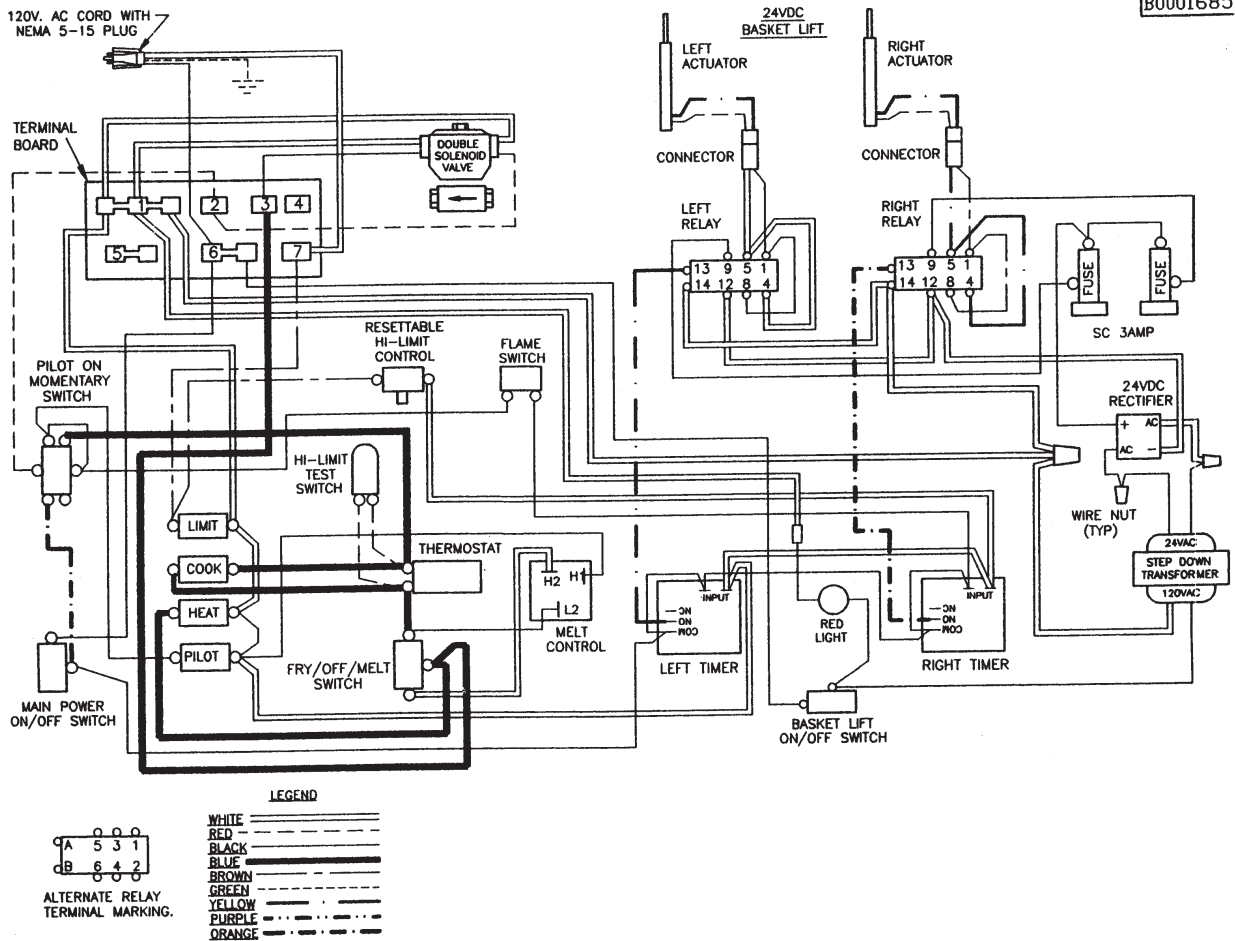 B0001685
120V. AC CORD WITH
NEMA 5-15 PLUG
24VDC
BASKET LIFT
LEFT
ACTUATOR
RIGHT
ACTUATOR
TERMINAL
BOARD
DOUBLE
SOLENOID
VALVE
CONNECTOR
CONNECTOR
1
2
3
4
5
6
7
LEFT
RELAY
RIGHT
RELAY
13 9 5 1
14 12 8 4
13 9 5 1
14 12 8 4
FUSE
FUSE
SC 3AMP
RESETTABLE
HI-LIMIT
CONTROL
FLAME
SWITCH
PILOT ON
MOMENTARY
SWITCH
24VDC
RECTIFIER
+ AC
AC -
HI-LIMIT
TEST
SWITCH
WIRE NUT
(TYP)
LIMIT
COOK
HEAT
PILOT
THERMOSTAT
H2 H1
L2
MELT
CONTROL
24VAC
STEP DOWN
TRANSFORMER
120VAC
INPUT
NC
NO
COM
LEFT TIMER
RED
LIGHT
INPUT
NC
NO
COM
RIGHT TIMER
FRY/OFF/MELT
SWITCH
MAIN POWER
ON/OFF SWITCH
BASKET LIFT
ON/OFF SWITCH
LEGEND
WHITE
RED
BLACK
BLUE
BROWN
GREEN
YELLOW
PURPLE
ORANGE
A 5 3 1
B 6 4 2
ALTERNATE RELAY
TERMINAL MARKING.